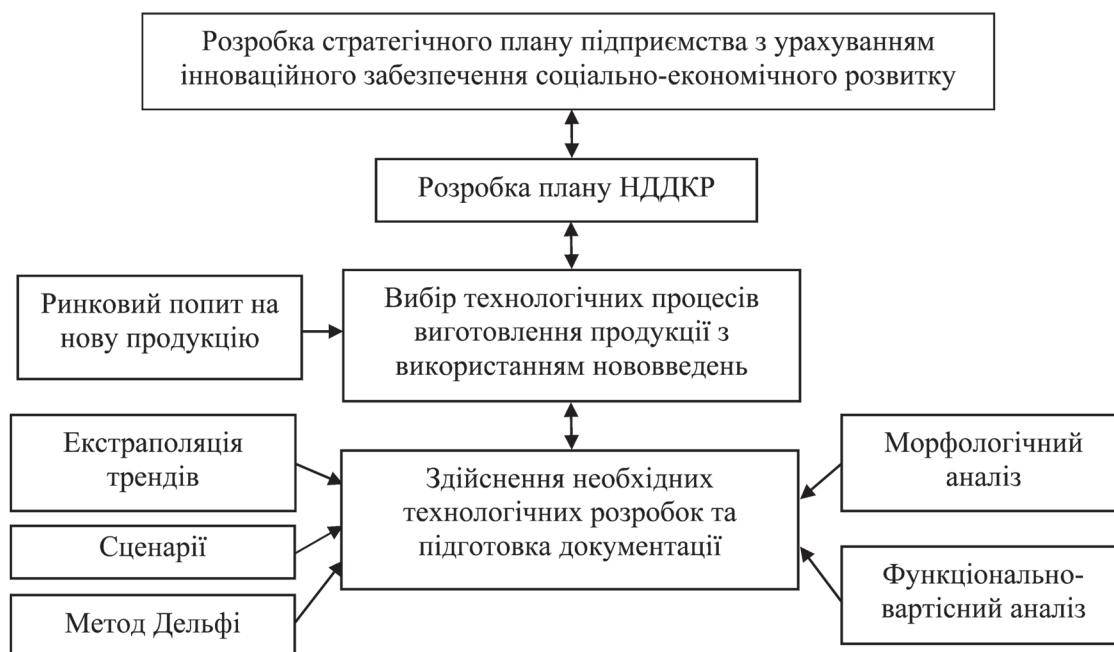 Розробка стратегічного плану підприємства з урахуванням
інноваційного забезпечення соціально-економічного розвитку
Розробка плану НДДКР
Ринковий попит на
нову продукцію
Вибір технологічних процесів
виготовлення продукції з
використанням нововведень
Екстраполяція
трендів
Сценарії
Метод Дельфі
Здійснення необхідних
технологічних розробок та
підготовка документації
Морфологічний
аналіз
Функціонально-
вартісний аналіз